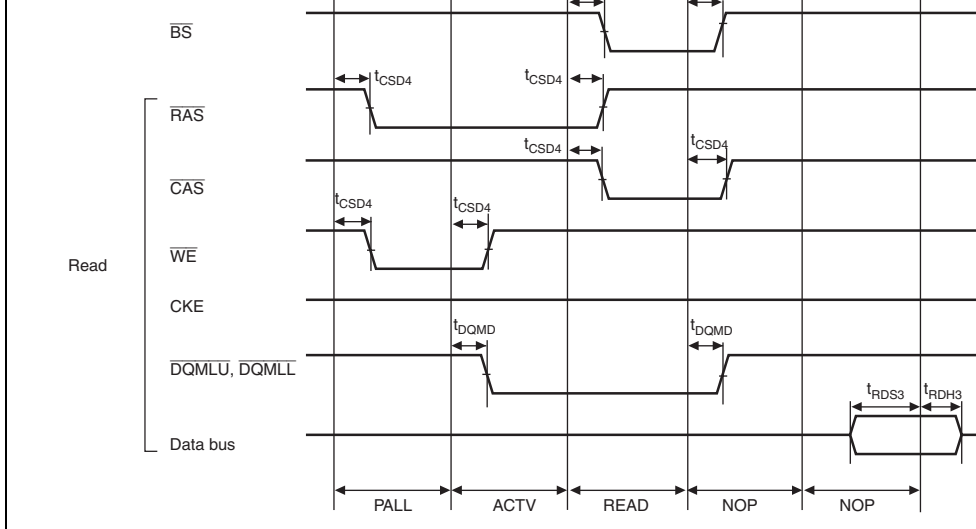 BS
tCSD4 tCSD4
RAS
tCSD4 tCSD4
CAS
tCSD4 tCSD4
WE
Read
CKE
tDQMD tDQMD
DQMLU, DQMLL
tRDS3 tRDH3
Data bus
PALL ACTV READ NOP NOP